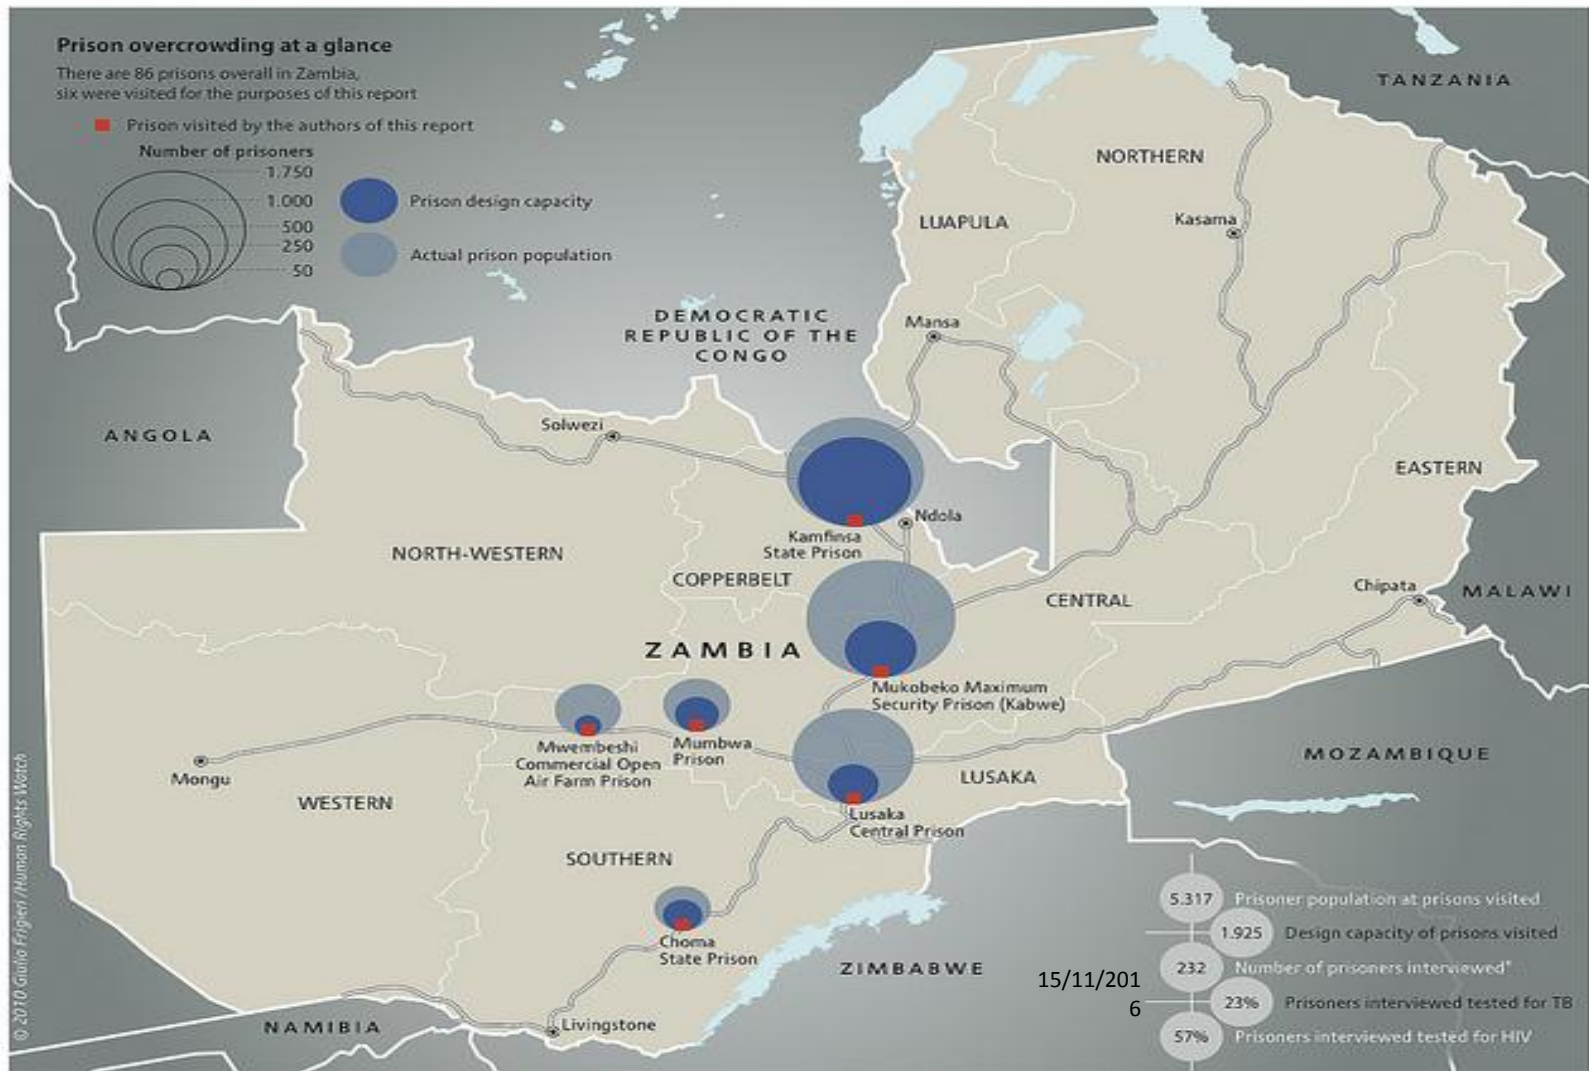 Prison overcrowding at a glance
There are 86 prisons overall in Zambia,
six were visited for the purposes of this report
Prison visited by the authors of this report
Number of prisoners
1.750
1.000
500
250
50
Prison design capacity
Actual prison population
TANZANIA
NORTHERN
LUAPULA
Kasama
DEMOCRATIC
REPUBLIC OF THE
CONGO
Mansa
ANGOLA
Solwezi
EASTERN
Ndola
Kamfinsa
State Prison
NORTH-WESTERN
COPPERBELT
CENTRAL
Chipata
MALAWI
ZAMBIA
Mukobeko Maximum
Security Prison (Kabwe)
Mwembeshi
Commercial Open
Air Farm Prison
Mumbwa
Prison
Mongu
WESTERN
LUSAKA
MOZAMBIQUE
Lusaka
Central Prison
SOUTHERN
Choma
State Prison
ZIMBABWE
NAMIBIA
Livingstone
15/11/201
6
5.317 Prisoner population at prisons visited
1.925 Design capacity of prisons visited
232 Number of prisoners interviewed*
23% Prisoners interviewed tested for TB
57% Prisoners interviewed tested for HIV
© 2010 Giulio Frigieri /Human Rights Watch